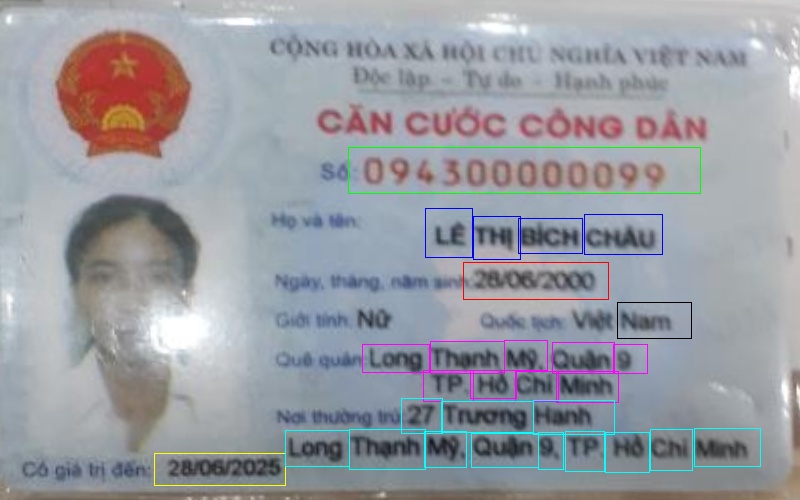 CỘNG HÒA XÃ HỘI CHỦ NGHĨA VIỆT NAM
Độc lập - Tự do - Hạnh phúc
CĂN CƯỚC CÔNG DÂN
Số: 094300000099
Họ và tên:
LÊ THỊ BÍCH CHÂU
Ngày, tháng, năm sinh: 28/06/2000
Giới tính: Nữ Quốc tịch: Việt Nam
Quê quán: Long Thạnh Mỹ, Quận 9
TP. Hồ Chí Minh
Nơi thường trú: 27 Trương Hanh
Long Thạnh Mỹ, Quận 9, TP. Hồ Chí Minh
Có giá trị đến: 28/06/2025